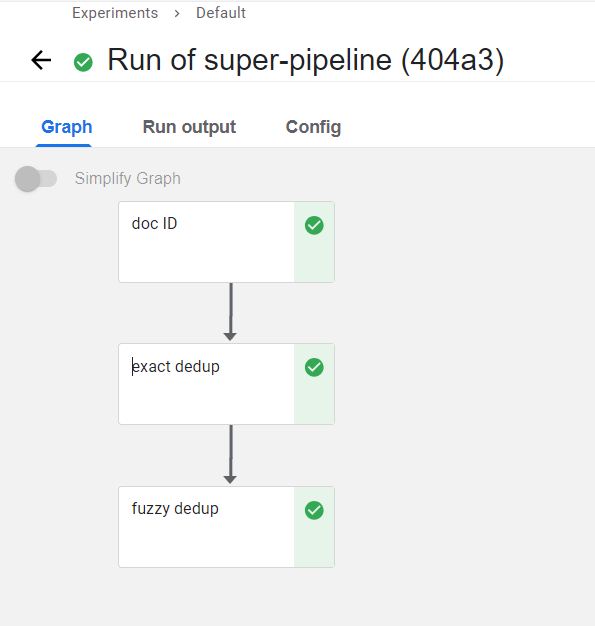 Experiments > Default
Run of super-pipeline (404a3)
Graph Run output Config
Simplify Graph
doc ID
exact dedup
fuzzy dedup